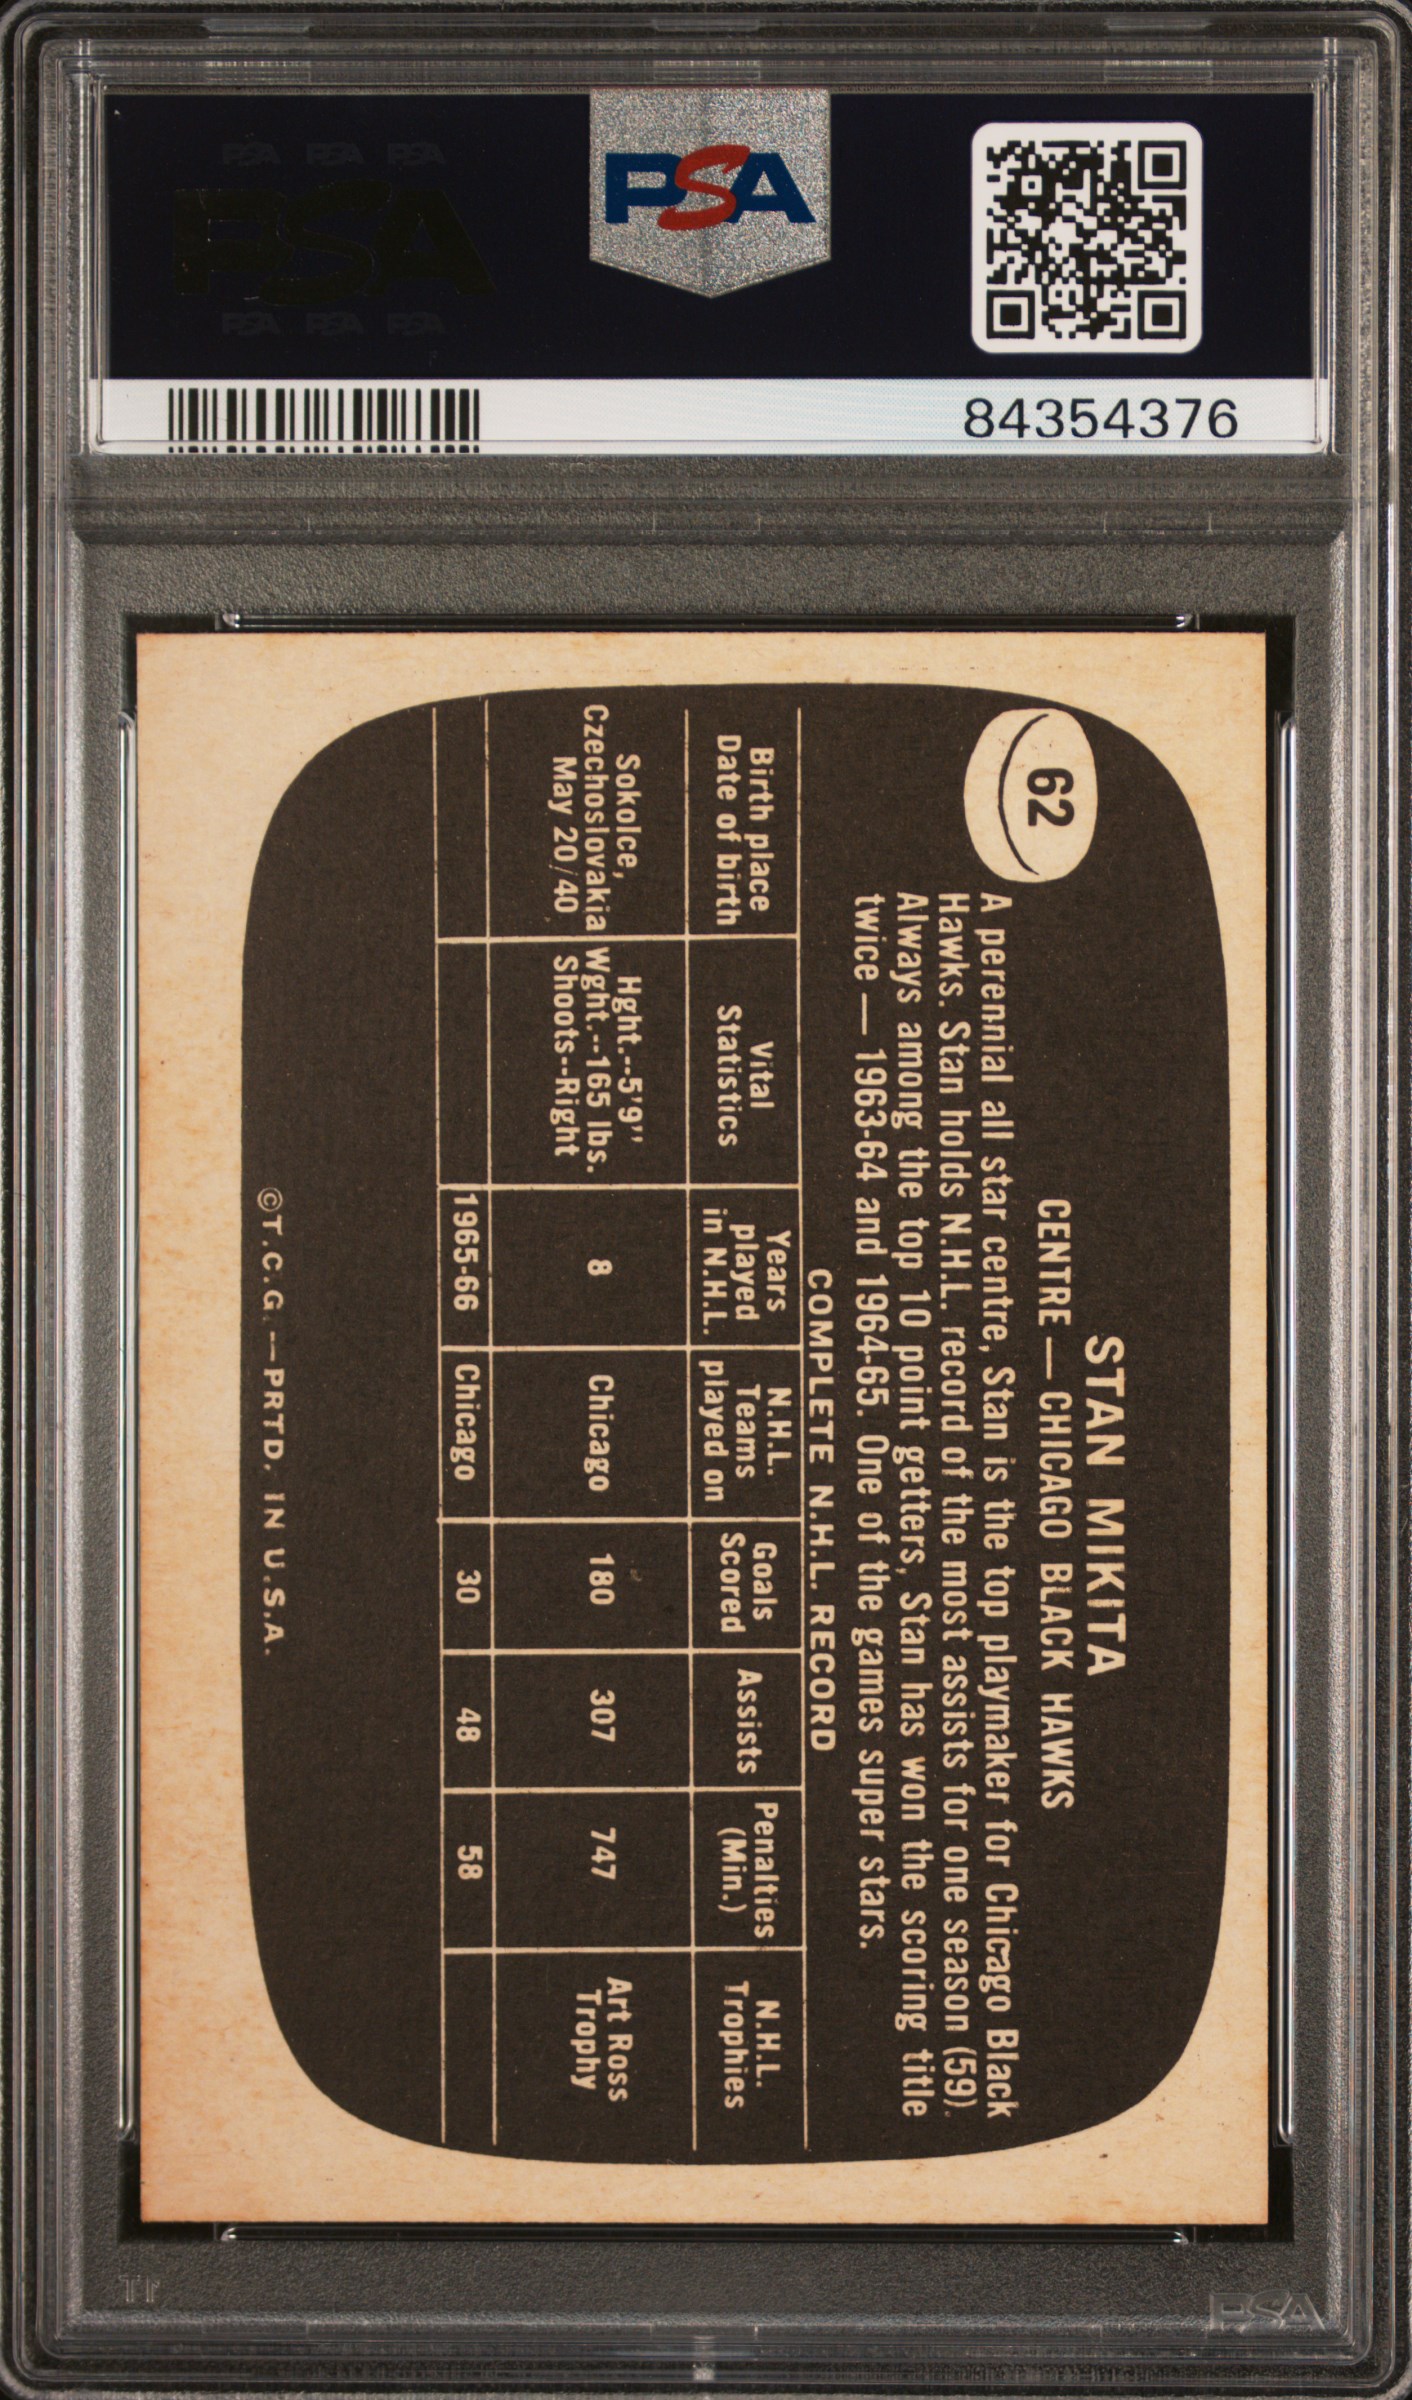 PSA PSA PSA
PSA
PSA PSA PSA
PSA
84354376
62
STAN MIKITA
CENTRE — CHICAGO BLACK HAWKS
A perennial all star centre, Stan is the top playmaker for Chicago Black
Hawks. Stan holds N.H.L. record of the most assists for one season (59).
Always among the top 10 point getters, Stan has won the scoring title
twice — 1963-64 and 1964-65. One of the games super stars.
COMPLETE N.H.L. RECORD
Birth place
Date of birth
Vital
Statistics
Years
played
in N.H.L.
N.H.L.
Teams
played on
Goals
Scored
Assists
Penalties
(Min.)
N.H.L.
Trophies
Sokolce,
Czechoslovakia
May 20/40
Hght.--5'9"
Wght.--165 lbs.
Shoots--Right
8
Chicago
180
307
747
Art Ross
Trophy
1965-66
Chicago
30
48
58
©T.C.G.—PRTD. IN U.S.A.
PSA